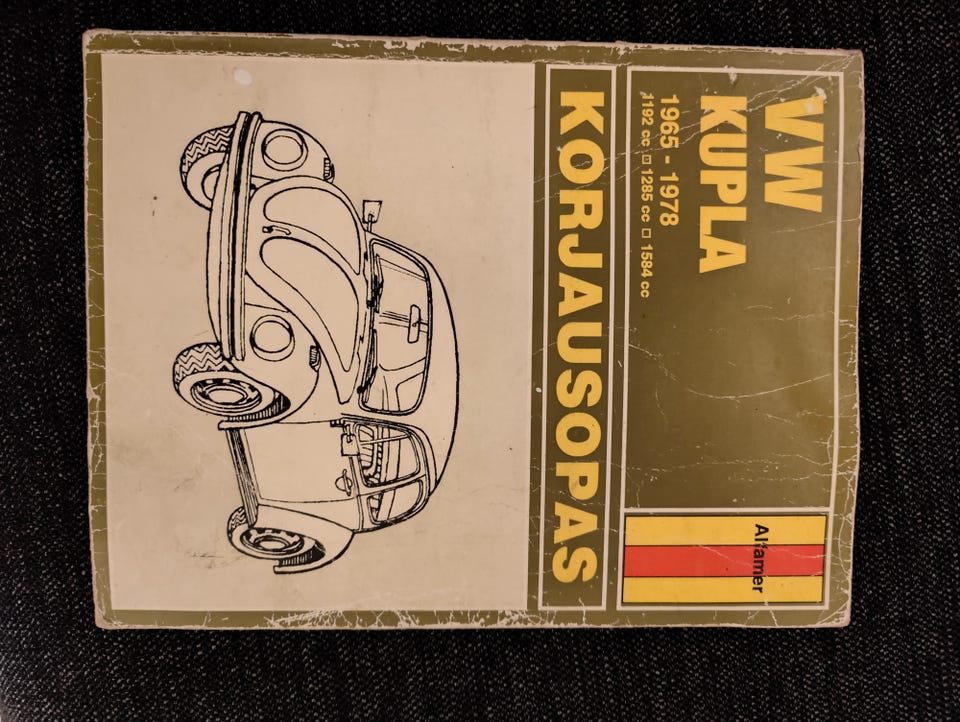 VW
KUPLA
1965 - 1978
1192 cc □ 1285 cc □ 1584 cc
Alfamer
KORJAUSOPAS